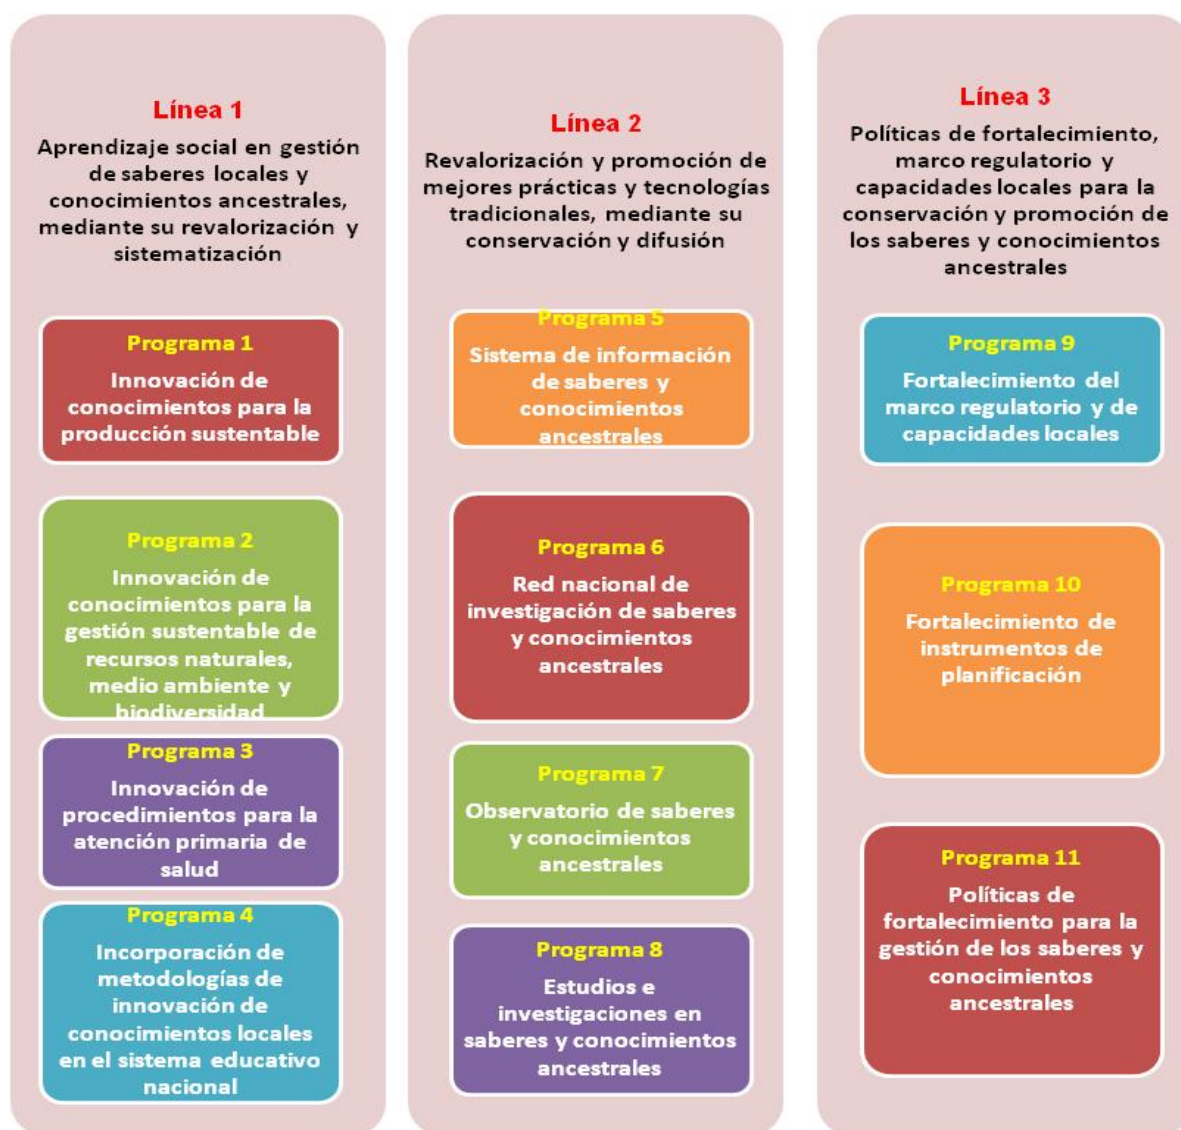 Línea 1
Aprendizaje social en gestión
de saberes locales y
conocimientos ancestrales,
mediante su revalorización y
sistematización
Programa 1
Innovación de
conocimientos para la
producción sustentable
Programa 2
Innovación de
conocimientos para la
gestión sustentable de
recursos naturales,
medio ambiente y
biodiversidad
Programa 3
Innovación de
procedimientos para la
atención primaria de
salud
Programa 4
Incorporación de
metodologías de
innovación de
conocimientos locales
en el sistema educativo
nacional
Línea 2
Revalorización y promoción de
mejores prácticas y tecnologías
tradicionales, mediante su
conservación y difusión
Programa 5
Sistema de información
de saberes y
conocimientos
ancestrales
Programa 6
Red nacional de
investigación de saberes
y conocimientos
ancestrales
Programa 7
Observatorio de saberes
y conocimientos
ancestrales
Programa 8
Estudios e
investigaciones en
saberes y conocimientos
ancestrales
Línea 3
Políticas de fortalecimiento,
marco regulatorio y
capacidades locales para la
conservación y promoción de
los saberes y conocimientos
ancestrales
Programa 9
Fortalecimiento del
marco regulatorio y de
capacidades locales
Programa 10
Fortalecimiento de
instrumentos de
planificación
Programa 11
Políticas de
fortalecimiento para la
gestión de los saberes y
conocimientos
ancestrales